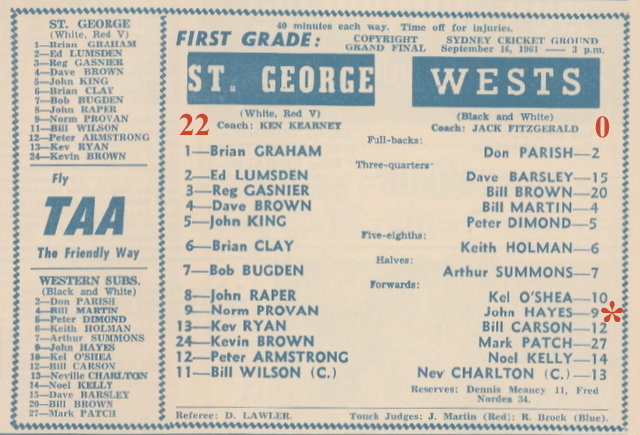 ST. GEORGE
(White, Red V)
1—Brian GRAHAM
2—Ed LUMSDEN
3—Reg GASNIER
4—Dave BROWN
5—John KING
6—Brian CLAY
7—Bob BUGDEN
8—John RAPER
9—Norm PROVAN
11—Bill WILSON
12—Peter ARMSTRONG
13—Kev RYAN
24—Kevin BROWN
Fly
TAA
The Friendly Way
WESTERN SUBS.
(Black and White)
2—Don PARISH
4—Bill MARTIN
5—Peter DIMOND
6—Keith HOLMAN
7—Arthur SUMMONS
9—John HAYES
10—Kel O'SHEA
12—Bill CARSON
13—Neville CHARLTON
14—Noel KELLY
15—Dave BARSLEY
20—Bill BROWN
27—Mark PATCH
40 minutes each way. Time off for injuries.
FIRST GRADE: COPYRIGHT SYDNEY CRICKET GROUND
GRAND FINAL September 16, 1961 — 3 p.m.
ST. GEORGE WESTS
(White, Red V) (Black and White)
22 Coach: KEN KEARNEY Coach: JACK FITZGERALD 0
Full-backs:
1—Brian GRAHAM Don PARISH—2
Three-quarters:
2—Ed LUMSDEN Dave BARSLEY—15
3—Reg GASNIER Bill BROWN—20
4—Dave BROWN Bill MARTIN—4
5—John KING Peter DIMOND—5
Five-eighths:
6—Brian CLAY Keith HOLMAN—6
Halves:
7—Bob BUGDEN Arthur SUMMONS—7
Forwards:
8—John RAPER Kel O'SHEA—10
9—Norm PROVAN John HAYES—9*
13—Kev RYAN Bill CARSON—12
24—Kevin BROWN Mark PATCH—27
12—Peter ARMSTRONG Noel KELLY—14
11—Bill WILSON (C.) Nev CHARLTON (C.)—13
Reserves: Dennis Meaney 11, Fred
Nordea 34.
Referee: D. LAWLER. Touch Judges: J. Martin (Red): R. Brock (Blue).